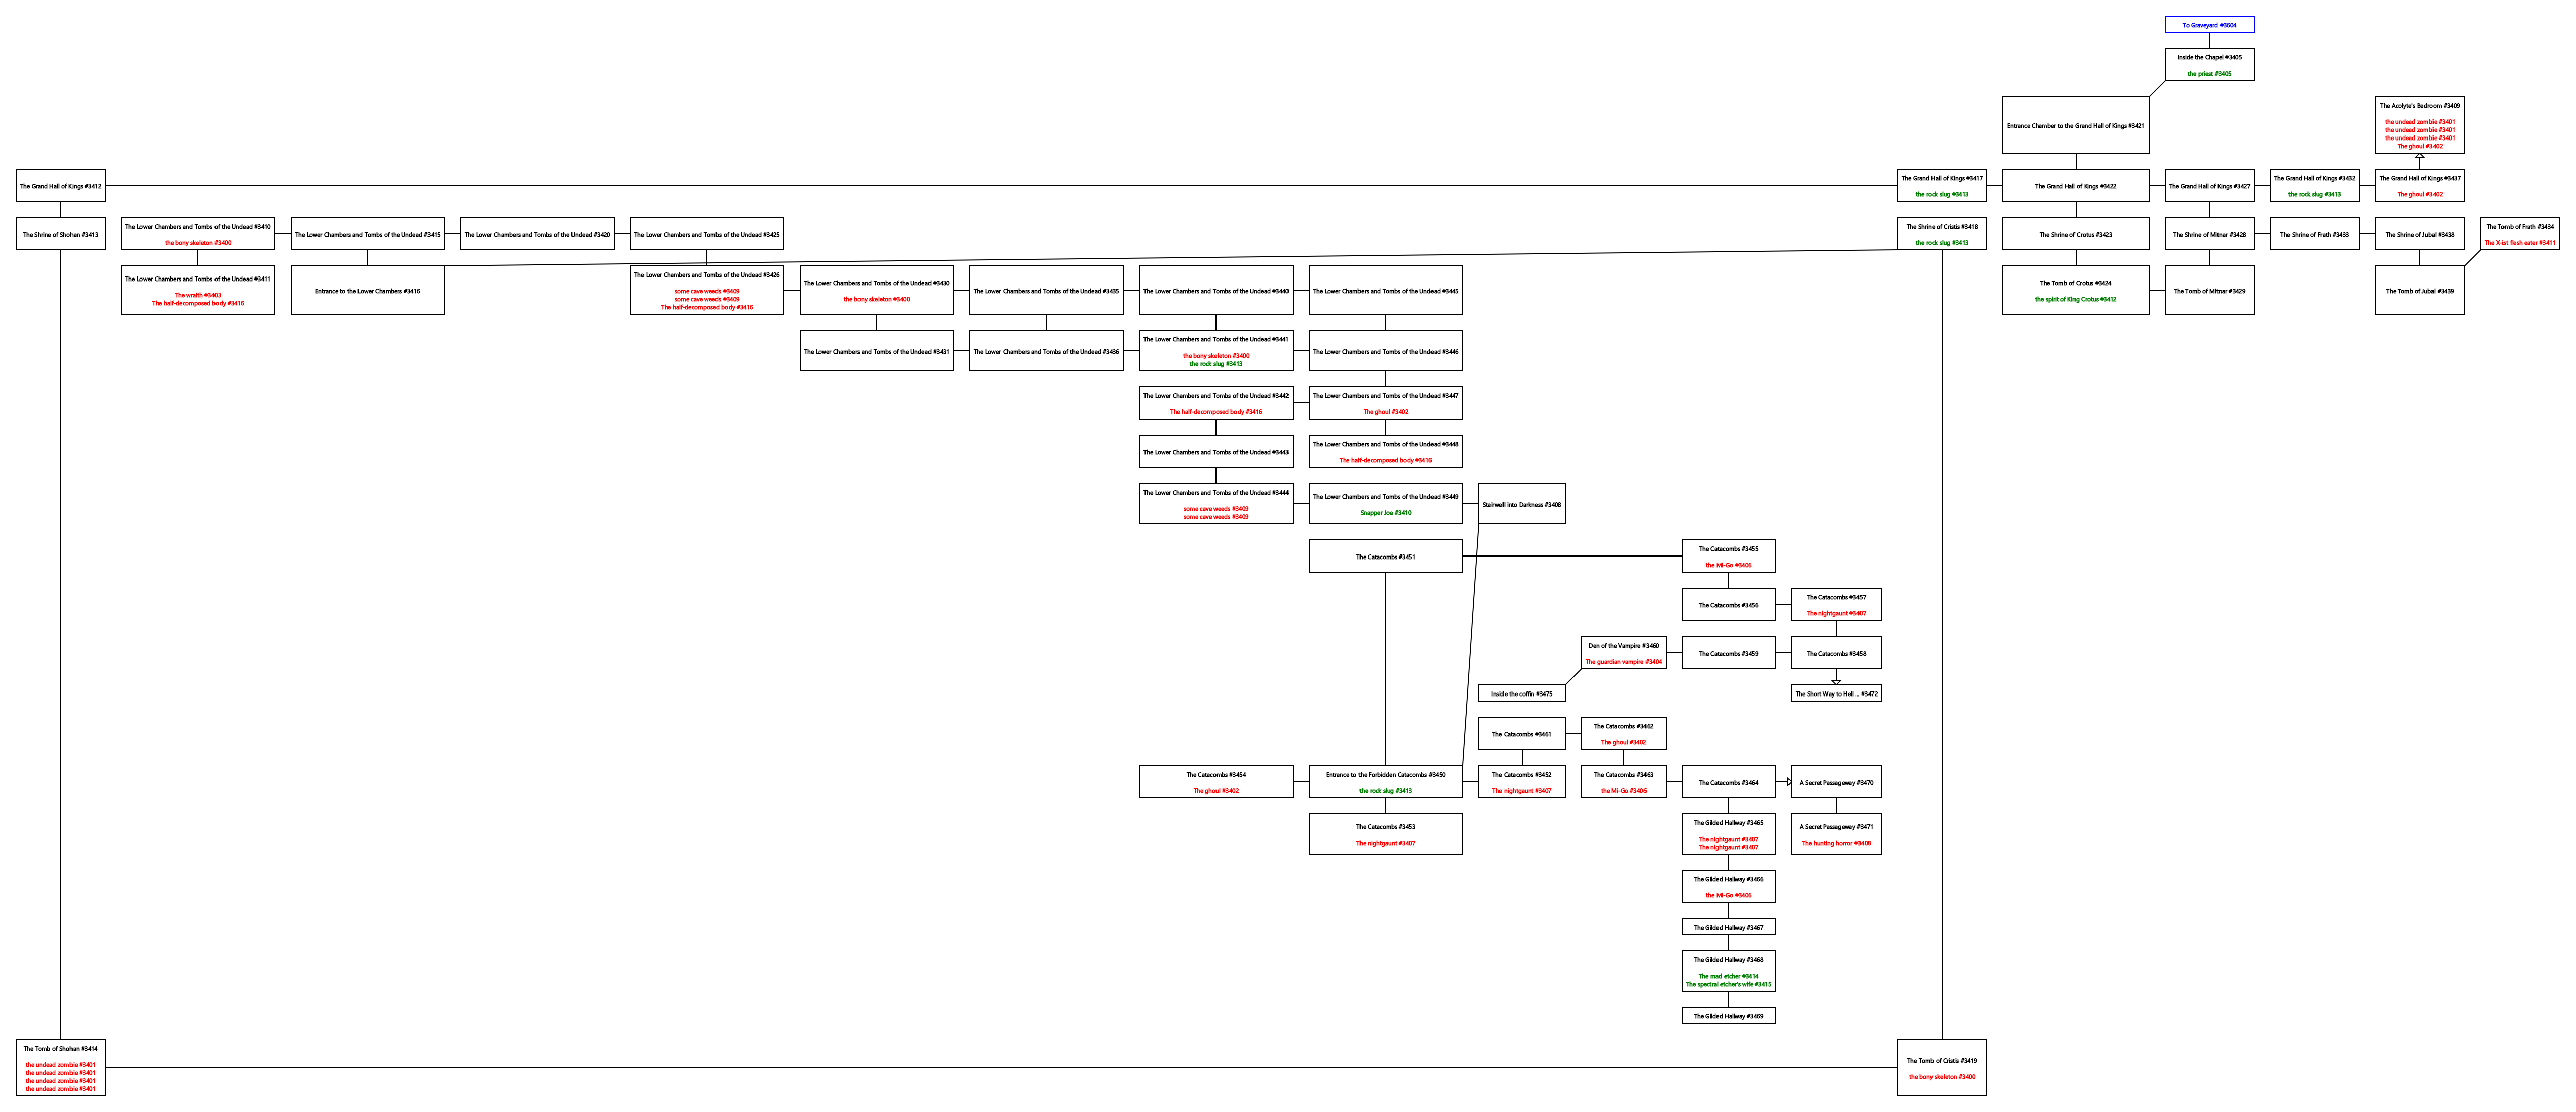 To Graveyard #3604
Inside the Chapel #3405
the priest #3405
Entrance Chamber to the Grand Hall of Kings #3421
The Acolyte's Bedroom #3409
the undead zombie #3401
the undead zombie #3401
the undead zombie #3401
The ghoul #3402
The Grand Hall of Kings #3412
The Grand Hall of Kings #3417
the rock slug #3413
The Grand Hall of Kings #3422
The Grand Hall of Kings #3427
The Grand Hall of Kings #3432
the rock slug #3413
The Grand Hall of Kings #3437
The ghoul #3402
The Shrine of Shohan #3413
The Lower Chambers and Tombs of the Undead #3410
the bony skeleton #3400
The Lower Chambers and Tombs of the Undead #3415
The Lower Chambers and Tombs of the Undead #3420
The Lower Chambers and Tombs of the Undead #3425
The Shrine of Cristis #3418
the rock slug #3413
The Shrine of Crotus #3423
The Shrine of Mitnar #3428
The Shrine of Frath #3433
The Shrine of Jubal #3438
The Tomb of Frath #3434
The X-ist flesh eater #3411
The Lower Chambers and Tombs of the Undead #3411
The wraith #3403
The half-decomposed body #3416
Entrance to the Lower Chambers #3416
The Lower Chambers and Tombs of the Undead #3426
some cave weeds #3409
some cave weeds #3409
The half-decomposed body #3416
The Lower Chambers and Tombs of the Undead #3430
the bony skeleton #3400
The Lower Chambers and Tombs of the Undead #3435
The Lower Chambers and Tombs of the Undead #3440
The Lower Chambers and Tombs of the Undead #3445
The Tomb of Crotus #3424
the spirit of King Crotus #3412
The Tomb of Mitnar #3429
The Tomb of Jubal #3439
The Lower Chambers and Tombs of the Undead #3431
The Lower Chambers and Tombs of the Undead #3436
The Lower Chambers and Tombs of the Undead #3441
the bony skeleton #3400
the rock slug #3413
The Lower Chambers and Tombs of the Undead #3446
The Lower Chambers and Tombs of the Undead #3442
The half-decomposed body #3416
The Lower Chambers and Tombs of the Undead #3447
The ghoul #3402
The Lower Chambers and Tombs of the Undead #3443
The Lower Chambers and Tombs of the Undead #3448
The half-decomposed body #3416
The Lower Chambers and Tombs of the Undead #3444
some cave weeds #3409
some cave weeds #3409
The Lower Chambers and Tombs of the Undead #3449
Snapper Joe #3410
Stairwell into Darkness #3408
The Catacombs #3451
The Catacombs #3455
the Mi-Go #3406
The Catacombs #3456
The Catacombs #3457
The nightgaunt #3407
Den of the Vampire #3460
The guardian vampire #3404
The Catacombs #3459
The Catacombs #3458
Inside the coffin #3475
The Short Way to Hell ... #3472
The Catacombs #3461
The Catacombs #3462
The ghoul #3402
The Catacombs #3454
The ghoul #3402
Entrance to the Forbidden Catacombs #3450
the rock slug #3413
The Catacombs #3452
The nightgaunt #3407
The Catacombs #3463
the Mi-Go #3406
The Catacombs #3464
A Secret Passageway #3470
The Catacombs #3453
The nightgaunt #3407
The Gilded Hallway #3465
The nightgaunt #3407
The nightgaunt #3407
A Secret Passageway #3471
The hunting horror #3408
The Gilded Hallway #3466
the Mi-Go #3406
The Gilded Hallway #3467
The Gilded Hallway #3468
The mad etcher #3414
The spectral etcher's wife #3415
The Gilded Hallway #3469
The Tomb of Shohan #3414
the undead zombie #3401
the undead zombie #3401
the undead zombie #3401
the undead zombie #3401
The Tomb of Cristis #3419
the bony skeleton #3400